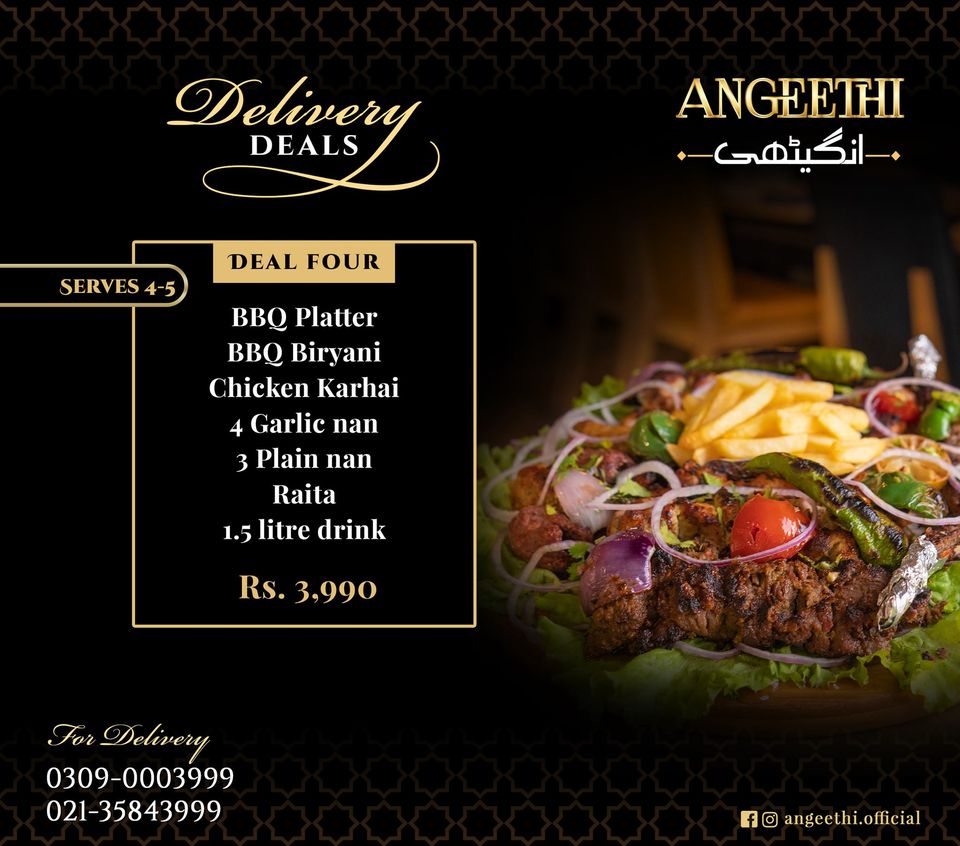 Delivery
DEALS
ANGEETHI
انگیٹھی
DEAL FOUR
SERVES 4-5
BBQ Platter
BBQ Biryani
Chicken Karhai
4 Garlic nan
3 Plain nan
Raita
1.5 litre drink
Rs. 3,990
For Delivery
0309-0003999
021-35843999
angeethi.official